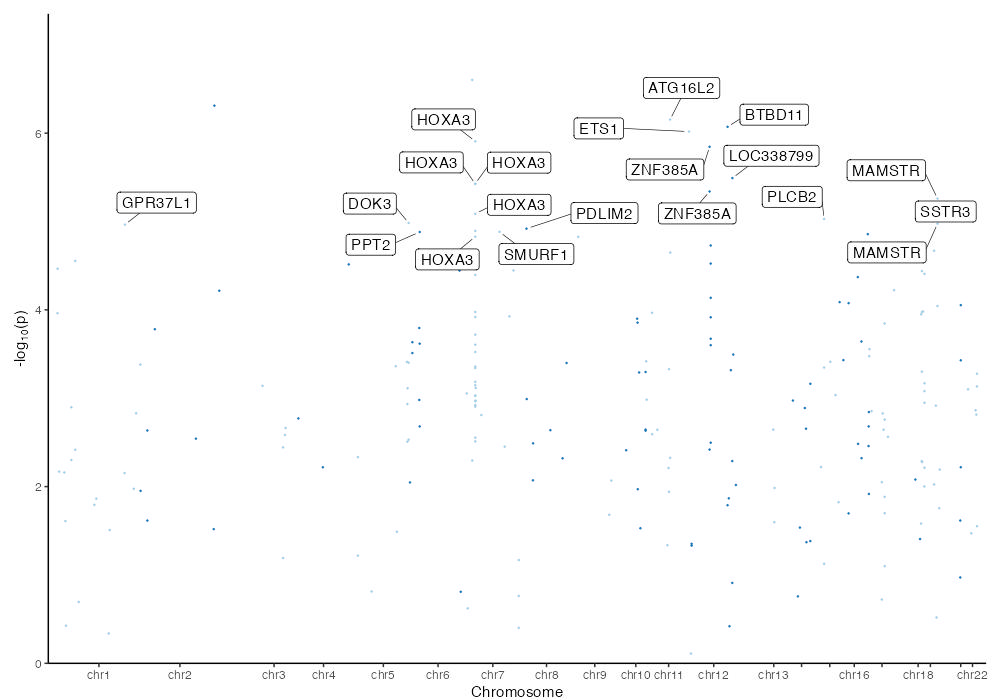 ATG16L2
HOXA3
ETS1
BTBD11
HOXA3
HOXA3
ZNF385A
LOC338799
MAMSTR
GPR37L1
DOK3
HOXA3
PDLIM2
ZNF385A
PLCB2
SSTR3
PPT2
HOXA3
SMURF1
MAMSTR
6
4
2
0
-log10(p)
chr1 chr2 chr3 chr4 chr5 chr6 chr7 chr8 chr9 chr10 chr11 chr12 chr13 chr16 chr18 chr22
Chromosome